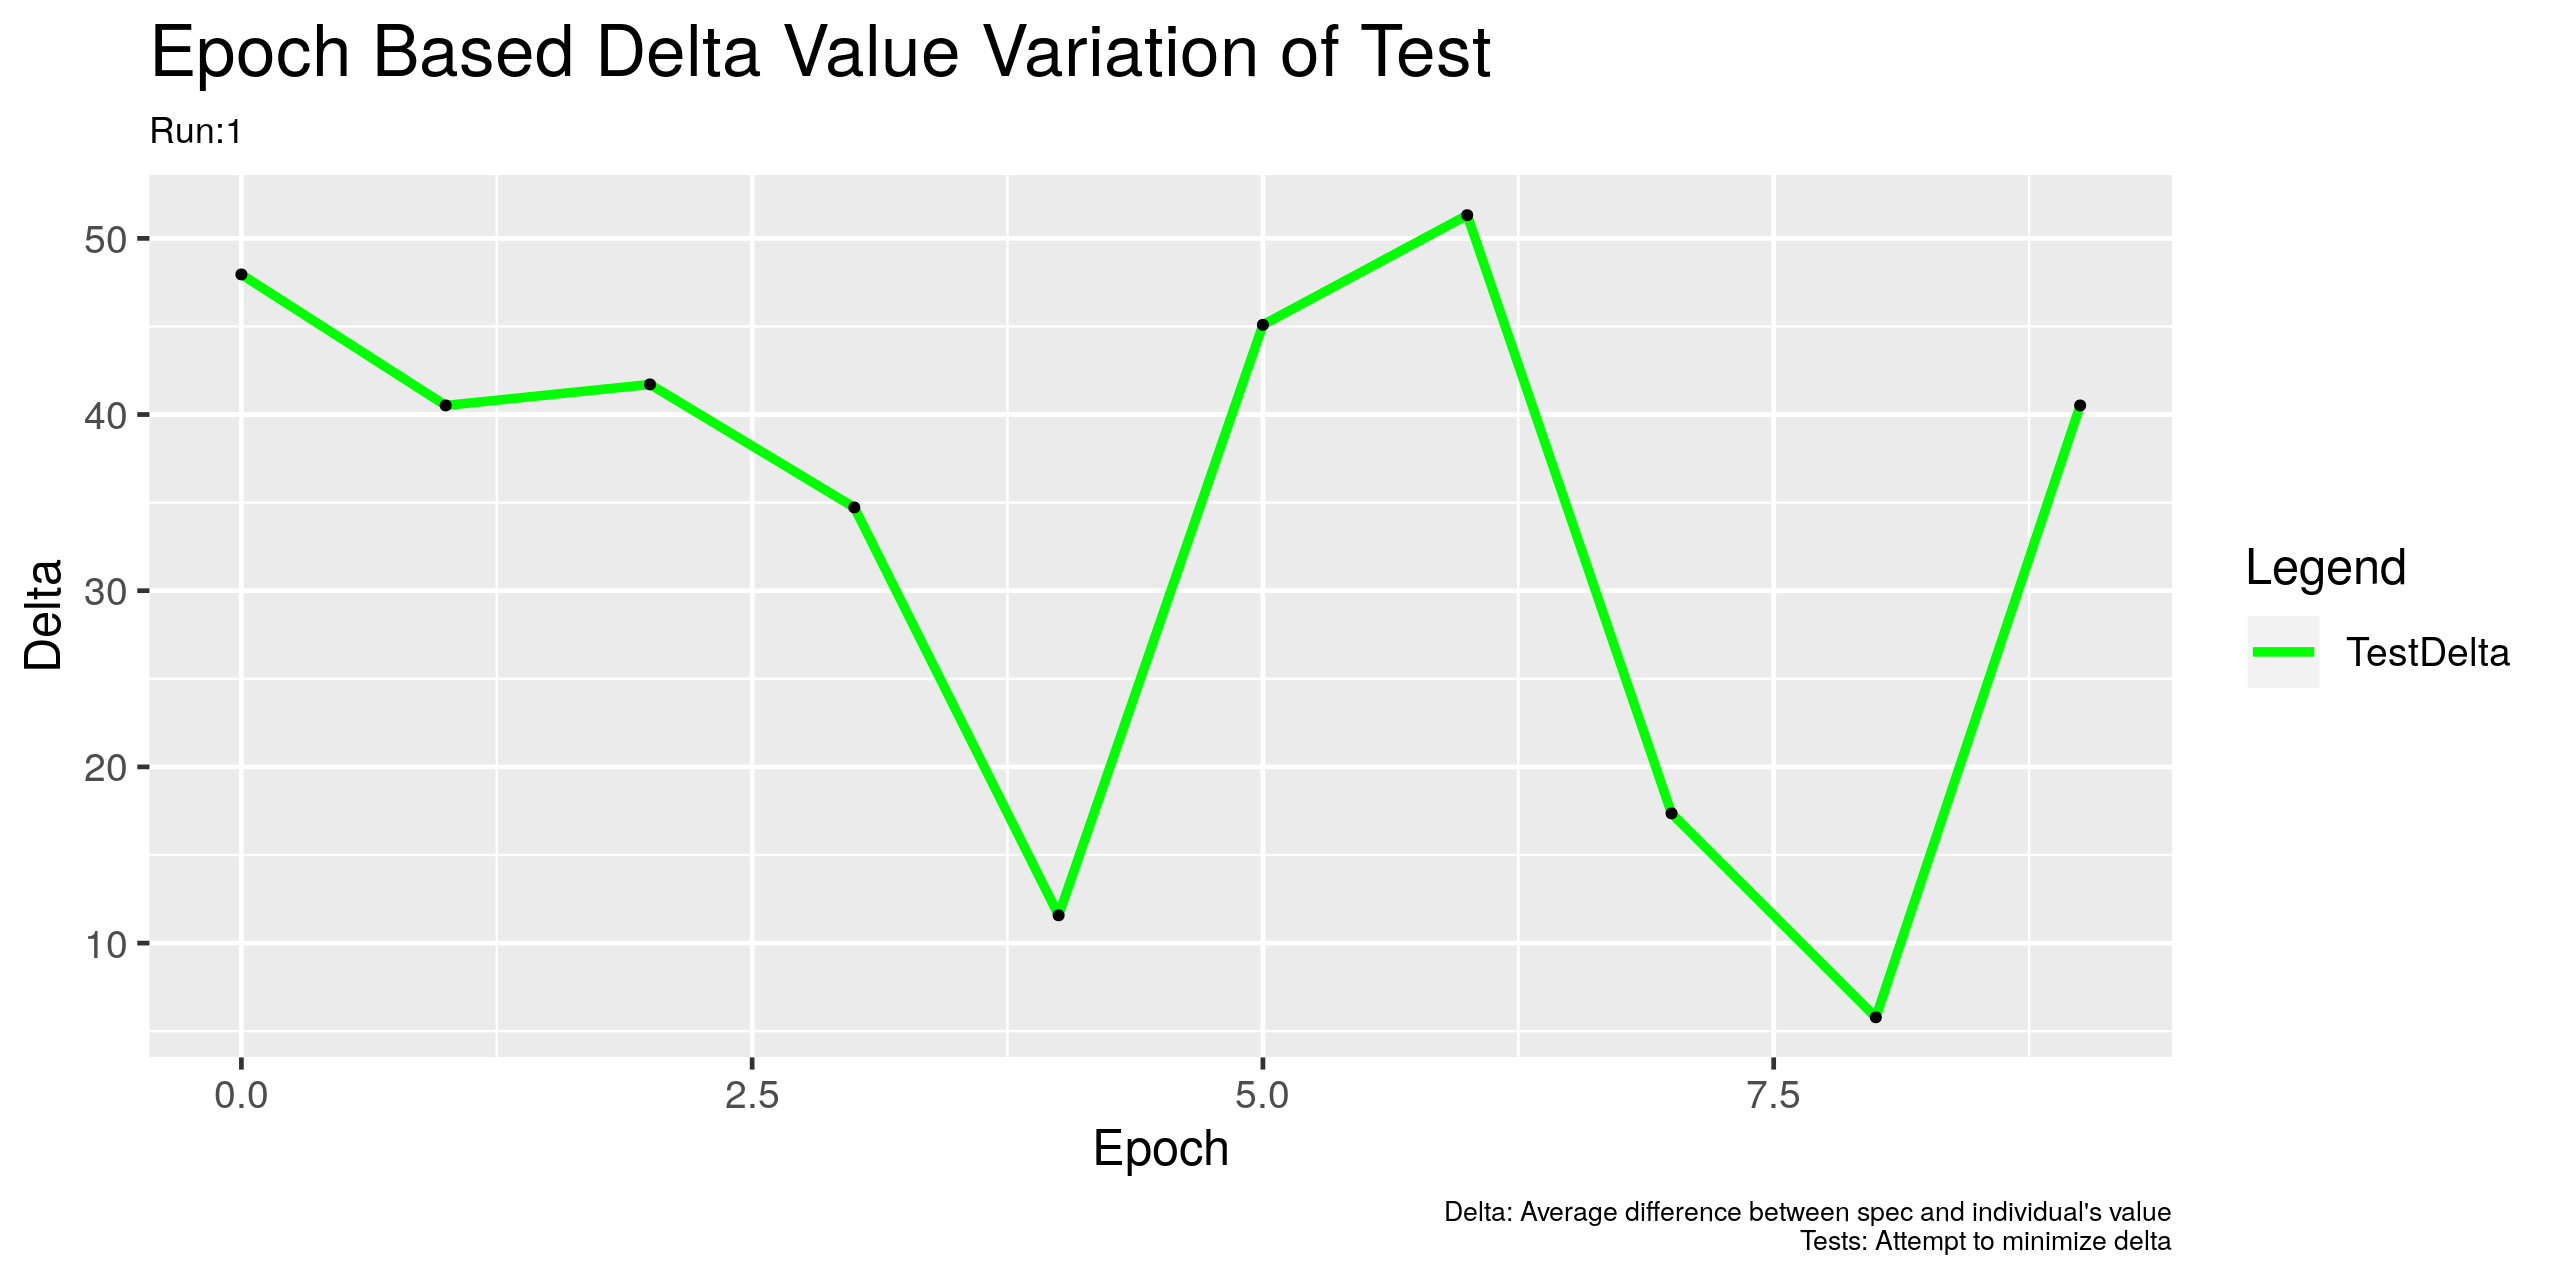 Epoch Based Delta Value Variation of Test
Run:1
50
40
30
20
10
Delta
0.0 2.5 5.0 7.5
Epoch
Legend
TestDelta
Delta: Average difference between spec and individual's value
Tests: Attempt to minimize delta